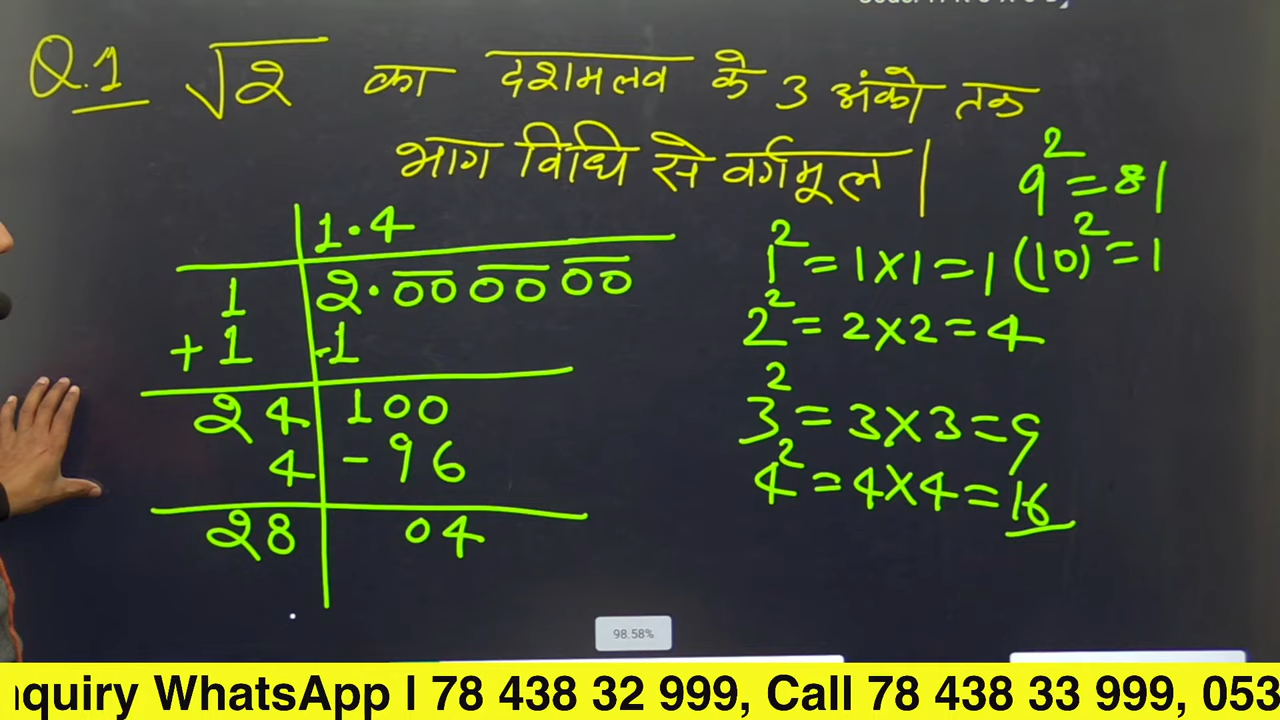 Q.1 √2 का दशमलव के 3 अंको तक
भाग विधि से वर्गमूल |
9² = 81
1² = 1×1 = 1 (10)² = 1
2² = 2×2 = 4
3² = 3×3 = 9
4² = 4×4 = 16
1.4
1 2.00 00 00
+1 -1
24 100
4 -96
28 04
98.58%
nquiry WhatsApp I 78 438 32 999, Call 78 438 33 999, 053